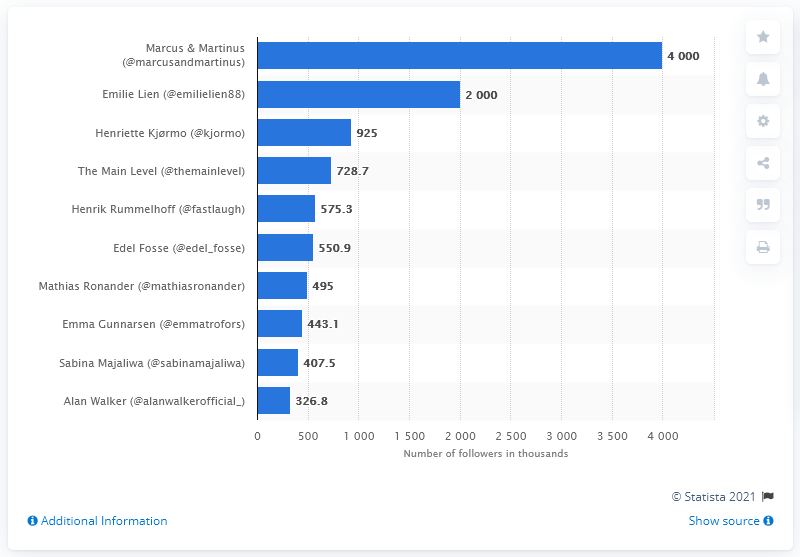 Marcus & Martinus
(@marcusandmartinus)
4 000
Emilie Lien (@emilielien88)
2 000
Henriette Kjørmo (@kjormo)
925
The Main Level (@themainlevel)
728.7
Henrik Rummelhoff (@fastlaugh)
575.3
Edel Fosse (@edel_fosse)
550.9
Mathias Ronander (@mathiasronander)
495
Emma Gunnarsen (@emmatrofors)
443.1
Sabina Majaliwa (@sabinamajaliwa)
407.5
Alan Walker (@alanwalkerofficial_)
326.8
0 500 1 000 1 500 2 000 2 500 3 000 3 500 4 000
Number of followers in thousands
© Statista 2021
Additional Information
Show source